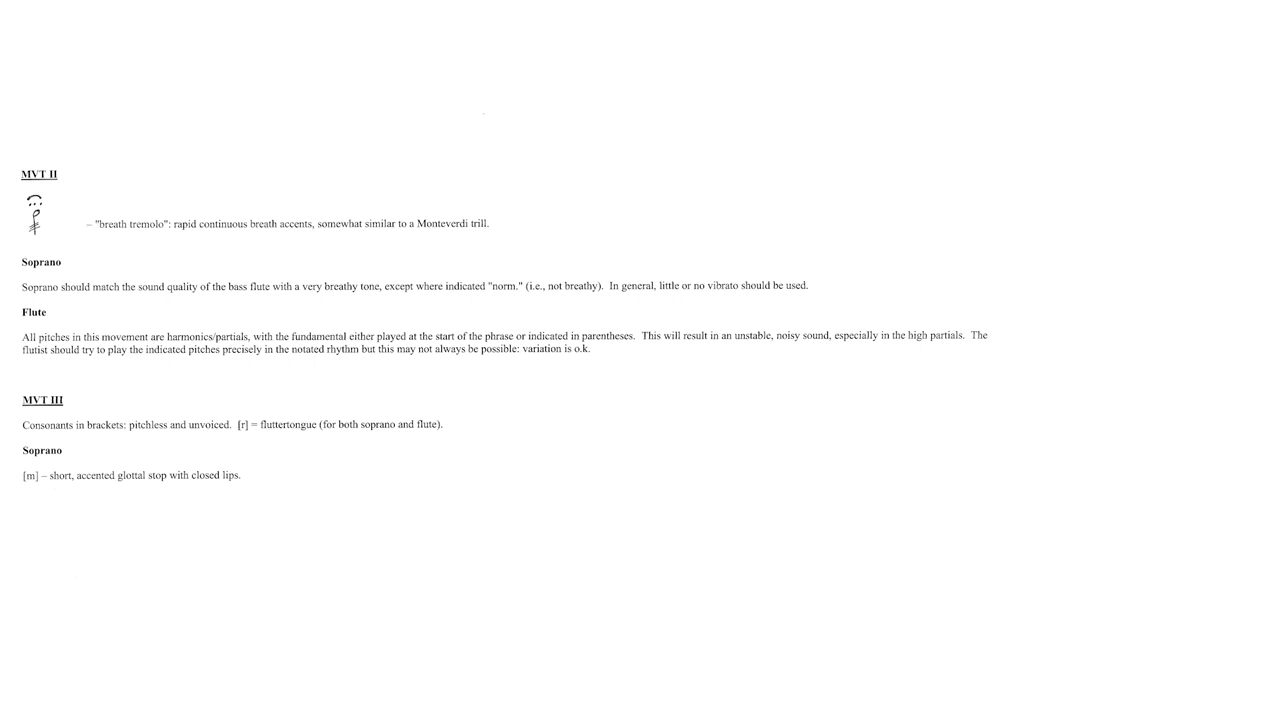 MVT II
– "breath tremolo": rapid continuous breath accents, somewhat similar to a Monteverdi trill.
Soprano
Soprano should match the sound quality of the bass flute with a very breathy tone, except where indicated "norm." (i.e., not breathy).  In general, little or no vibrato should be used.
Flute
All pitches in this movement are harmonics/partials, with the fundamental either played at the start of the phrase or indicated in parentheses.  This will result in an unstable, noisy sound, especially in the high partials.  The
flutist should try to play the indicated pitches precisely in the notated rhythm but this may not always be possible: variation is o.k.
MVT III
Consonants in brackets: pitchless and unvoiced.  [r] = fluttertongue (for both soprano and flute).
Soprano
[m] – short, accented glottal stop with closed lips.